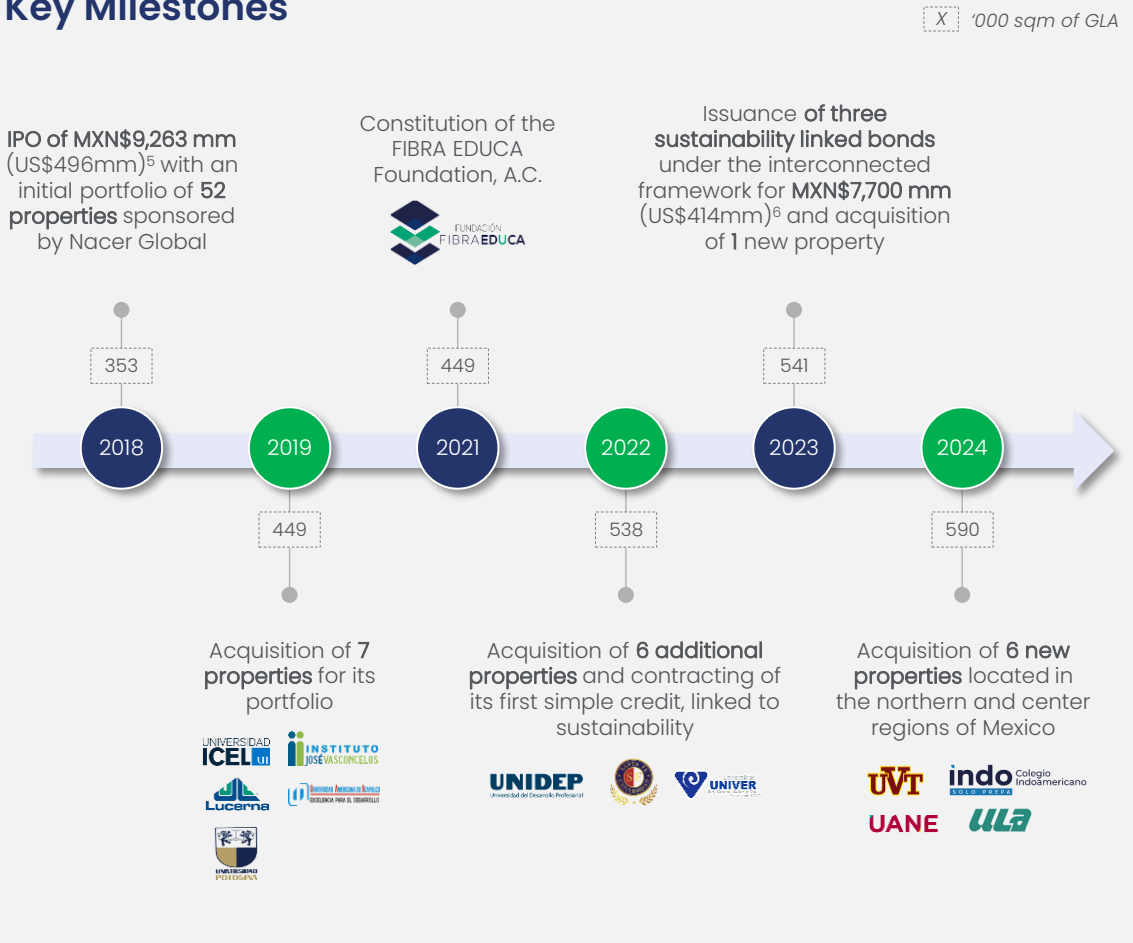 Key Milestones
X '000 sqm of GLA
IPO of MXN$9,263 mm
(US$496mm)5 with an
initial portfolio of 52
properties sponsored
by Nacer Global
Constitution of the
FIBRA EDUCA
Foundation, A.C.
FUNDACIÓN
FIBRAEDUCA
Issuance of three
sustainability linked bonds
under the interconnected
framework for MXN$7,700 mm
(US$414mm)6 and acquisition
of 1 new property
353
449
541
2018
2019
2021
2022
2023
2024
449
538
590
Acquisition of 7
properties for its
portfolio
UNIVERSIDAD
ICEL
INSTITUTO
JOSÉ VASCONCELOS
Lucerna
UNIVERSIDAD AMERICANA DE ACAPULCO
EXCELENCIA PARA EL DESARROLLO
UNIVERSIDAD
POTOSINA
Acquisition of 6 additional
properties and contracting of
its first simple credit, linked to
sustainability
UNIDEP
Universidad del Desarrollo Profesional
UNIVER
Acquisition of 6 new
properties located in
the northern and center
regions of Mexico
UVT
indo Colegio
Indoamericano
SOLO PREPA
UANE
ula